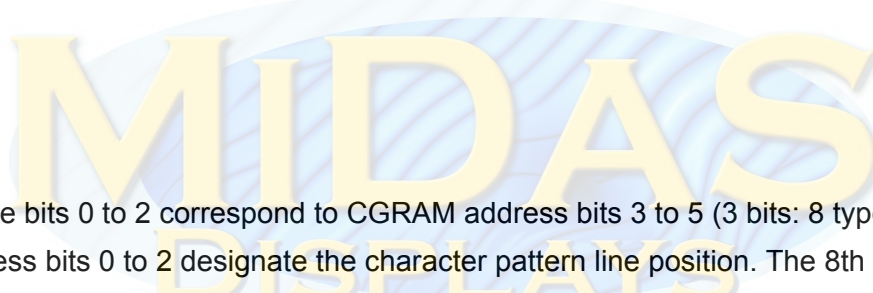 MIDAS
e bits 0 to 2 correspond to CGRAM address bits 3 to 5 (3 bits: 8 typ
DISPLAYS
ess bits 0 to 2 designate the character pattern line position. The 8th